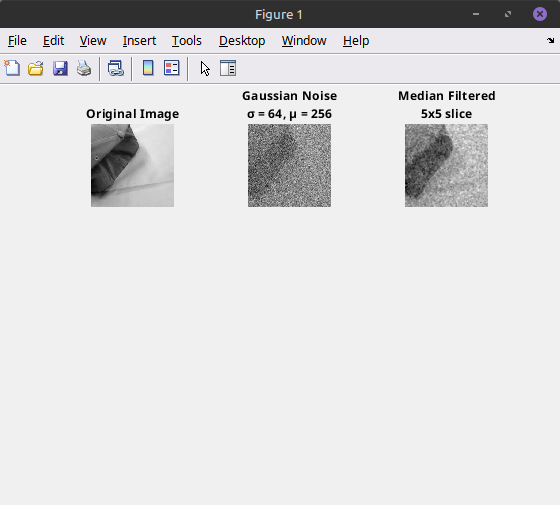 Figure 1
File Edit View Insert Tools Desktop Window Help
Original Image
Gaussian Noise
σ = 64, μ = 256
Median Filtered
5x5 slice